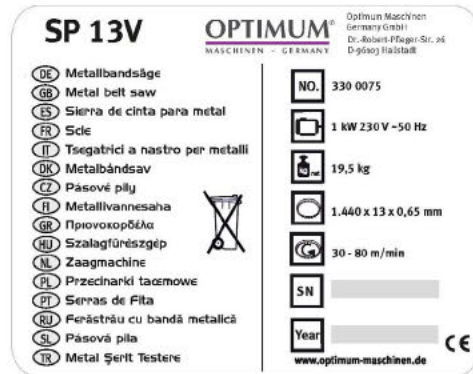 SP 13V
OPTIMUM®
MASCHINEN - GERMANY
Optimum Maschinen
Germany GmbH
Dr.-Robert-Pfleger-Str. 26
D-96103 Hallstadt
DE Metallbandsäge
GB Metal belt saw
ES Sierra de cinta para metal
FR Scie
IT Tsegatrici a nastro per metalli
DK Metalbåndsav
CZ Pásové pily
FI Metallivannesaha
GR Πριονοκορδέλα
HU Szalagfűrészgép
NL Zaagmachine
PL Przecinarki taśmowe
PT Serras de Fita
RU Ferăstrău cu bandă metalică
SL Pásová pila
TR Metal Şerit Testere
NO. 330 0075
1 kW 230 V ~50 Hz
kg net 19,5 kg
1.440 x 13 x 0,65 mm
30 - 80 m/min
SN
Year
www.optimum-maschinen.de
CE